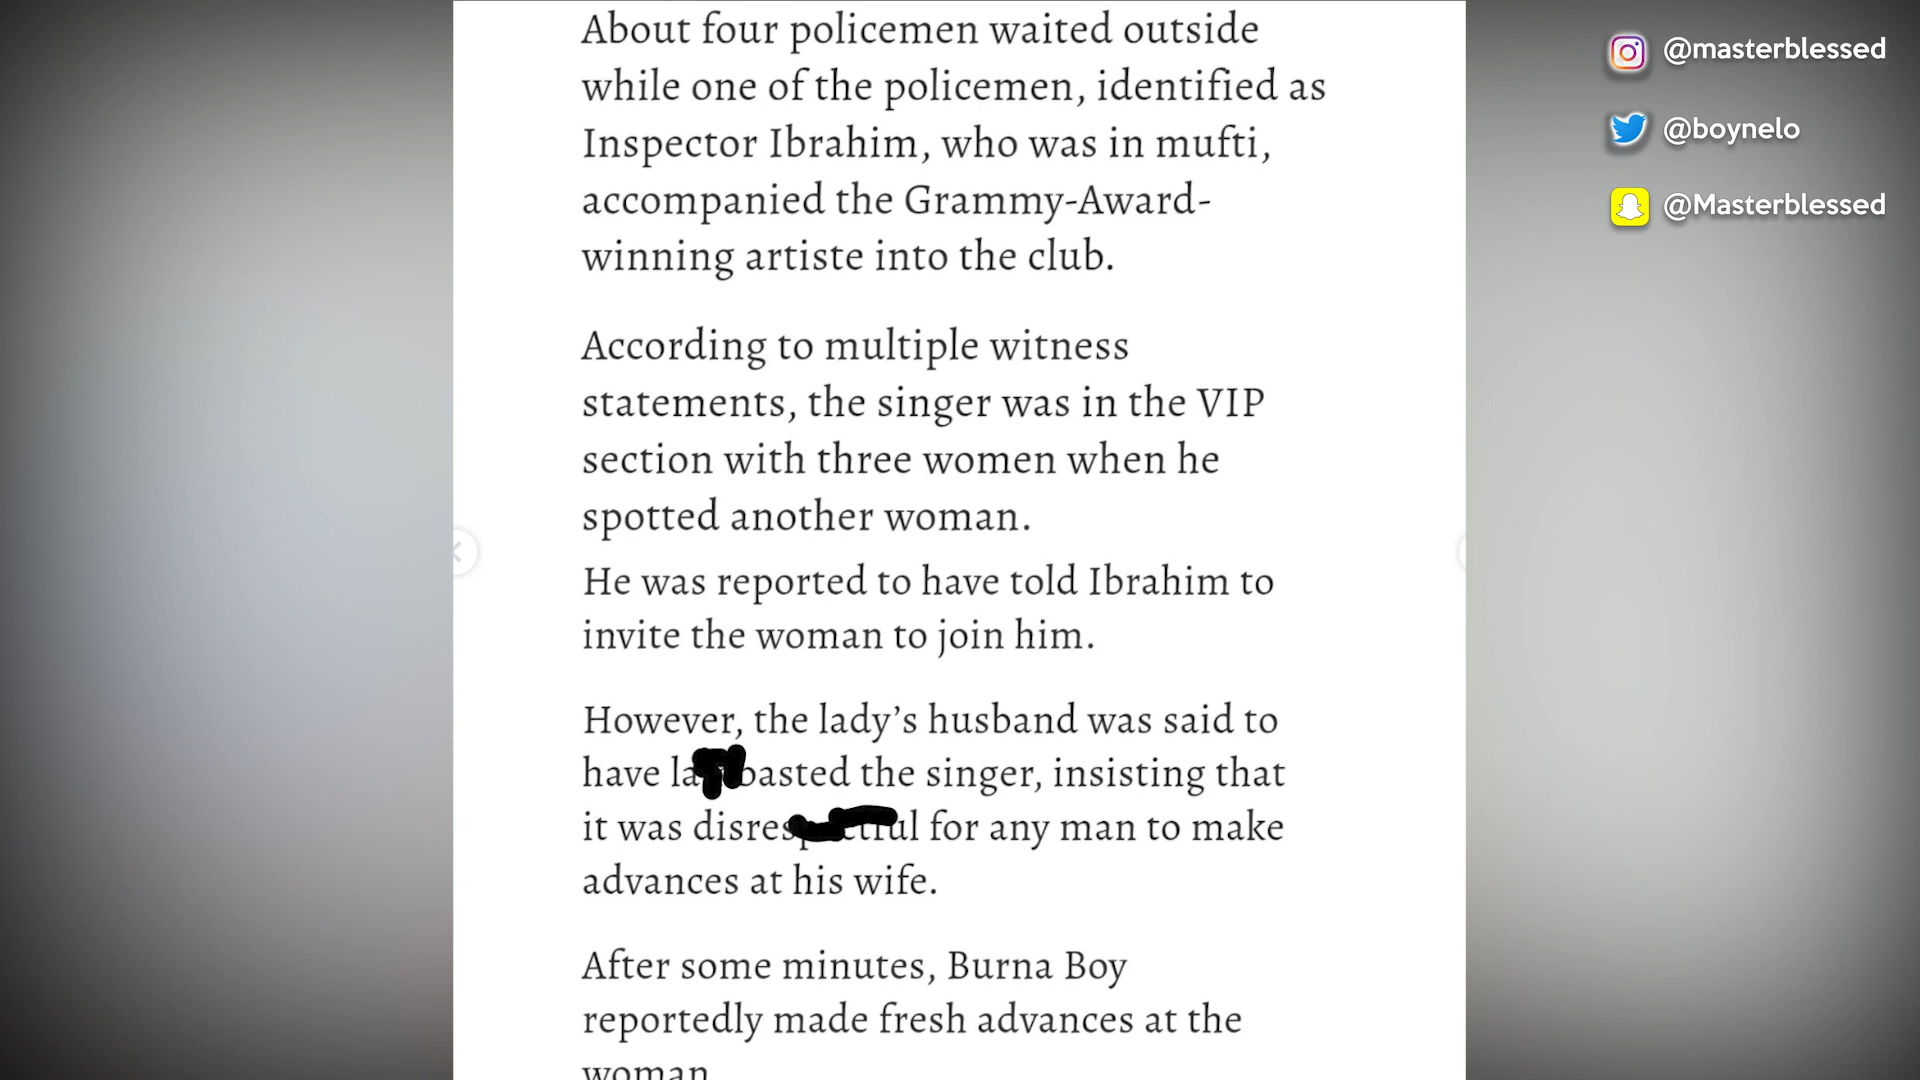 About four policemen waited outside
while one of the policemen, identified as
Inspector Ibrahim, who was in mufti,
accompanied the Grammy-Award-
winning artiste into the club.
According to multiple witness
statements, the singer was in the VIP
section with three women when he
spotted another woman.
He was reported to have told Ibrahim to
invite the woman to join him.
However, the lady’s husband was said to
have the singer, insisting that
it was for any man to make
advances at his wife.
After some minutes, Burna Boy
reportedly made fresh advances at the
woman
@masterblessed
@boynelo
@Masterblessed